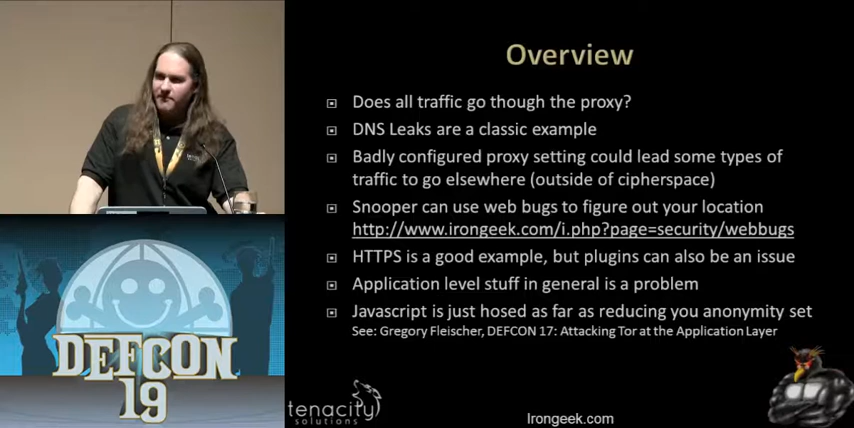 Overview
Does all traffic go though the proxy?
DNS Leaks are a classic example
Badly configured proxy setting could lead some types of
traffic to go elsewhere (outside of cipherspace)
Snooper can use web bugs to figure out your location
http://www.irongeek.com/i.php?page=security/webbugs
HTTPS is a good example, but plugins can also be an issue
Application level stuff in general is a problem
Javascript is just hosed as far as reducing you anonymity set
See: Gregory Fleischer, DEFCON 17: Attacking Tor at the Application Layer
DEFCON
19
tenacity
solutions
Irongeek.com